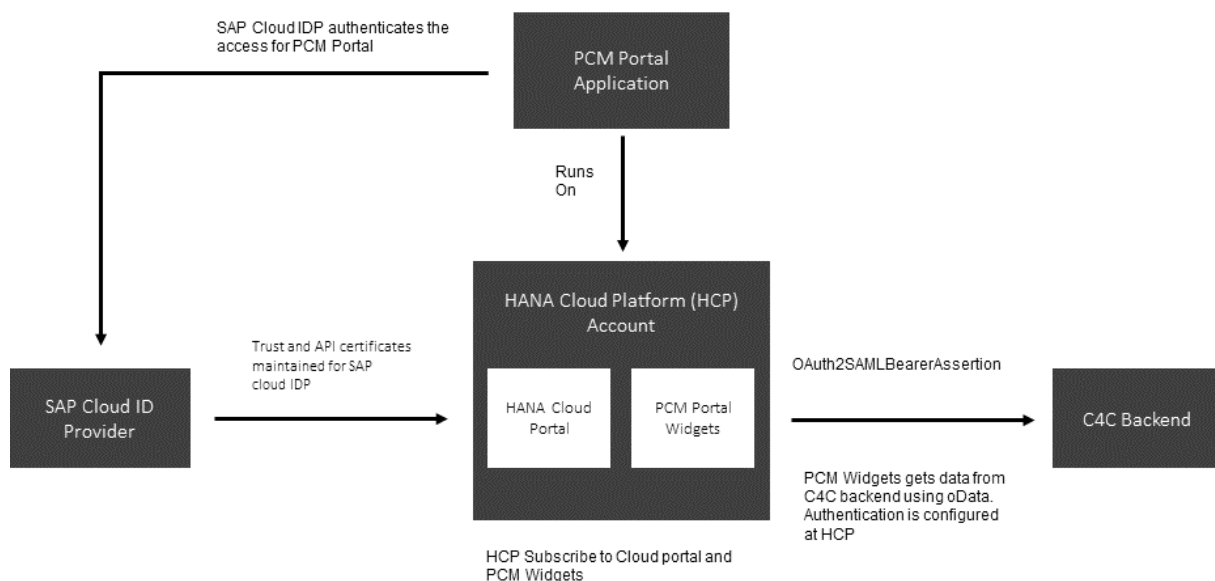 SAP Cloud IDP authenticates the
access for PCM Portal
PCM Portal
Application
Runs
On
HANA Cloud Platform (HCP)
Account
Trust and API certificates
maintained for SAP
cloud IDP
OAuth2SAMLBearerAssertion
SAP Cloud ID
Provider
HANA Cloud
Portal
PCM Portal
Widgets
C4C Backend
PCM Widgets gets data from
C4C backend using oData.
Authentication is configured
at HCP
HCP Subscribe to Cloud portal and
PCM Widgets